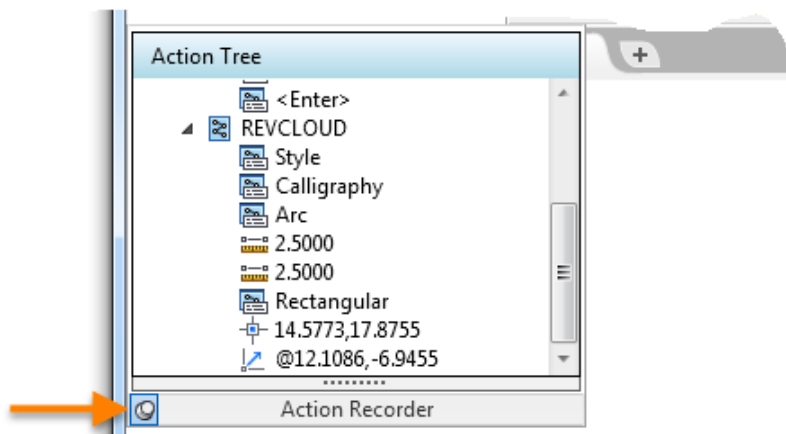 Action Tree
<Enter>
REVCLOUD
Style
Calligraphy
Arc
2.5000
2.5000
Rectangular
14.5773,17.8755
@12.1086,-6.9455
Action Recorder